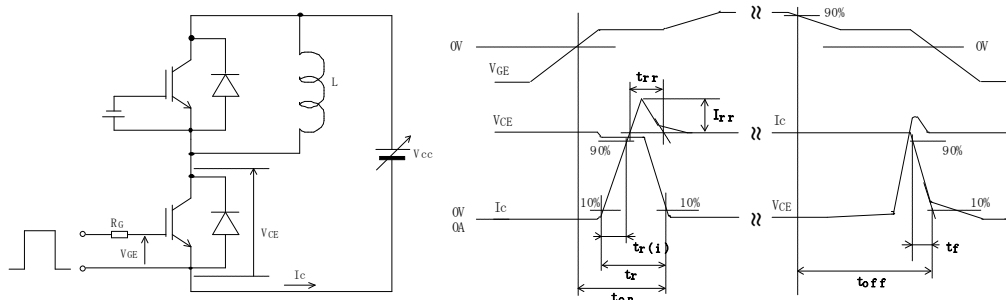 L
Vcc
RG
VGE
VCE
Ic
0V
VGE
90%
0V
trr
Irr
VCE
Ic
90%
90%
10%
10%
10%
0V
0A
Ic
VCE
tr(i)
tr
ton
tf
toff